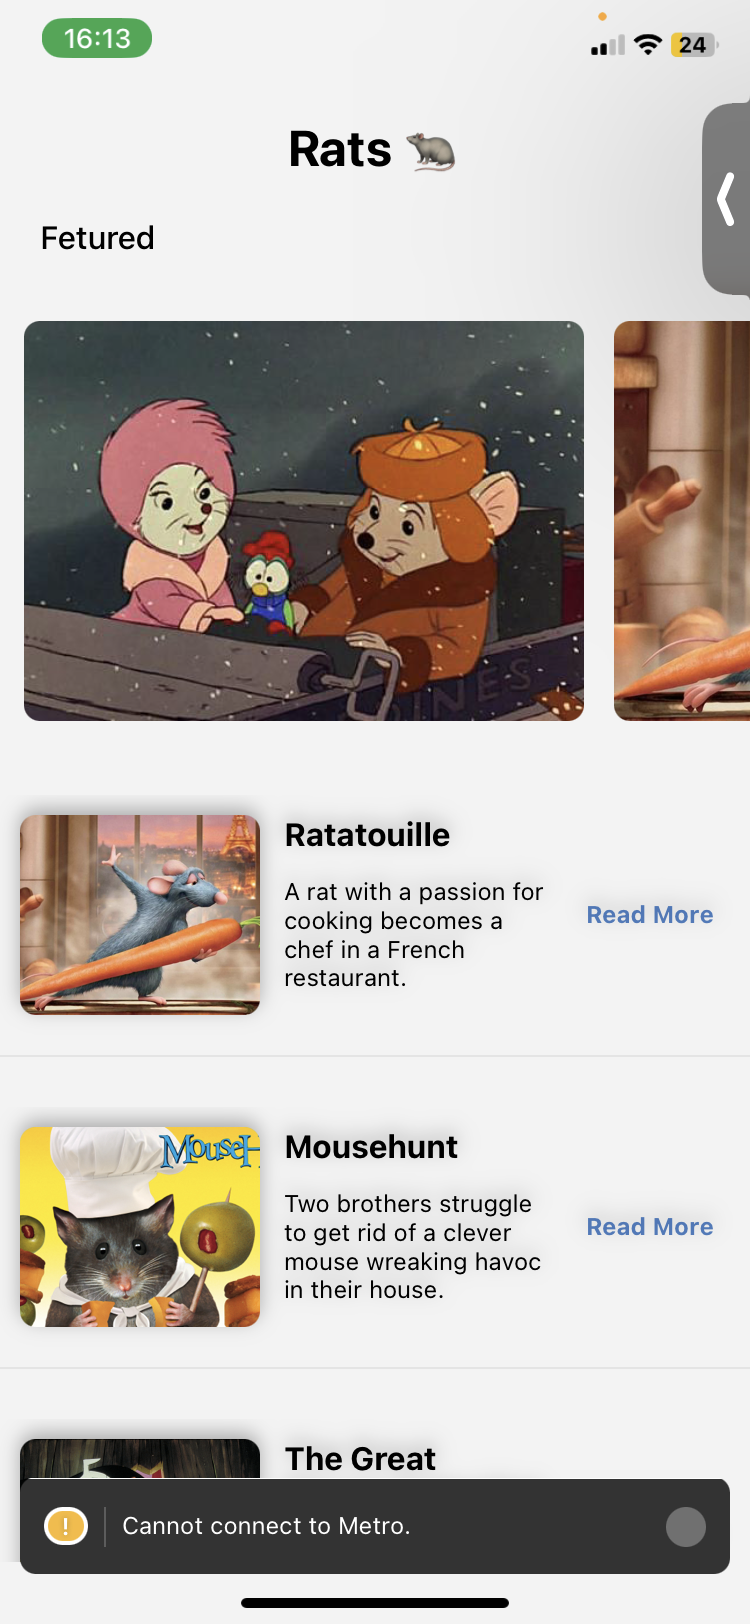 16:13
24
Rats 🐀
Fetured
DINES
Ratatouille
A rat with a passion for
cooking becomes a
chef in a French
restaurant.
Read More
Mousehunt
Two brothers struggle
to get rid of a clever
mouse wreaking havoc
in their house.
Read More
The Great
! Cannot connect to Metro.